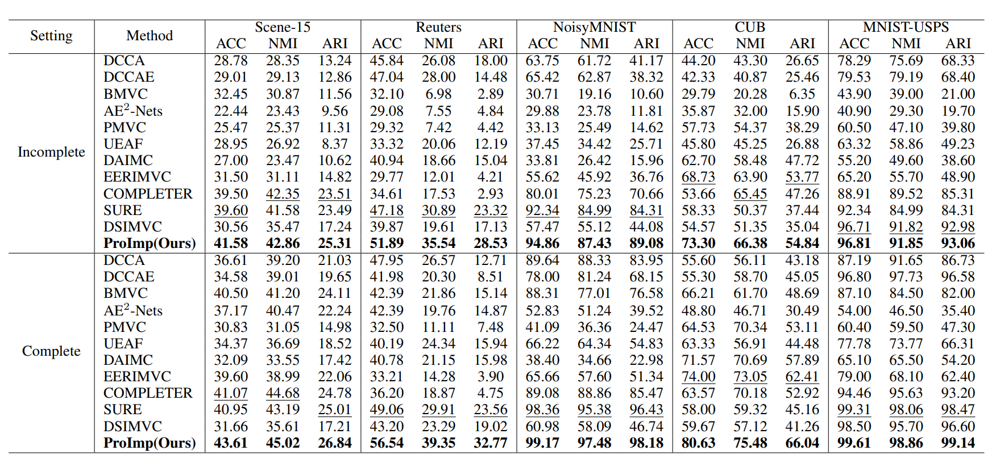 Setting Method Scene-15 Reuters NoisyMNIST CUB MNIST-USPS
ACC NMI ARI ACC NMI ARI ACC NMI ARI ACC NMI ARI ACC NMI ARI
Incomplete
DCCA 28.78 28.35 13.24 45.84 26.08 18.00 63.75 61.72 41.17 44.20 43.30 26.65 78.29 75.69 68.33
DCCAE 29.01 29.13 12.86 47.04 28.00 14.48 65.42 62.87 38.32 42.33 40.87 25.46 79.53 79.19 68.40
BMVC 32.45 30.87 11.56 32.10 6.98 2.89 30.71 19.16 10.60 29.79 20.28 6.35 43.90 39.00 21.00
AE²-Nets 22.44 23.43 9.56 29.08 7.55 4.84 29.88 23.78 11.81 35.87 32.00 15.90 40.90 29.30 19.70
PMVC 25.47 25.37 11.31 29.32 7.42 4.42 33.13 25.49 14.62 57.73 54.37 38.29 60.50 47.10 39.80
UEAF 28.95 26.92 8.37 33.32 20.06 12.19 37.45 34.42 25.71 45.80 45.25 26.88 63.32 58.86 49.23
DAIMC 27.00 23.47 10.62 40.94 18.66 15.04 33.81 26.42 15.96 62.70 58.48 47.72 55.20 49.60 38.60
EERIMVC 31.50 31.11 14.82 29.77 12.01 4.21 55.62 45.92 36.76 68.73 63.90 53.77 65.20 55.70 48.90
COMPLETER 39.50 42.35 23.51 34.61 17.53 2.93 80.01 75.23 70.66 53.66 65.45 47.26 88.91 89.52 85.31
SURE 39.60 41.58 23.49 47.18 30.89 23.32 92.34 84.99 84.31 58.33 50.37 37.44 92.34 84.99 84.31
DSIMVC 30.56 35.47 17.24 39.87 19.61 17.13 57.47 55.12 44.08 54.57 51.35 35.04 96.71 91.82 92.98
ProImp(Ours) 41.58 42.86 25.31 51.89 35.54 28.53 94.86 87.43 89.08 73.30 66.38 54.84 96.81 91.85 93.06
Complete
DCCA 36.61 39.20 21.03 47.95 26.57 12.71 89.64 88.33 83.95 55.60 56.11 43.18 87.19 91.65 86.73
DCCAE 34.58 39.01 19.65 41.98 20.30 8.51 78.00 81.24 68.15 55.30 58.70 45.05 96.80 97.73 96.58
BMVC 40.50 41.20 24.11 42.39 21.86 15.14 88.31 77.01 76.58 66.21 61.70 48.69 87.10 84.50 82.00
AE²-Nets 37.17 40.47 22.24 42.39 19.76 14.87 52.83 51.24 39.52 48.80 46.71 30.49 54.00 46.50 35.40
PMVC 30.83 31.05 14.98 32.50 11.11 7.48 41.09 36.36 24.47 64.53 70.34 53.11 60.40 59.50 47.30
UEAF 34.37 36.69 18.52 40.19 24.34 15.94 66.22 64.34 54.83 63.33 56.91 44.48 77.78 73.77 66.31
DAIMC 32.09 33.55 17.42 40.78 21.15 15.98 38.40 34.66 22.98 71.57 70.69 57.89 65.10 65.50 54.20
EERIMVC 39.60 38.99 22.06 33.21 14.28 3.90 65.66 57.60 51.34 74.00 73.05 62.41 79.00 68.10 62.40
COMPLETER 41.07 44.68 24.78 36.20 18.87 4.75 89.08 88.86 85.47 63.57 70.18 52.92 94.46 95.63 93.20
SURE 40.95 43.19 25.01 49.06 29.91 23.56 98.36 95.38 96.43 58.00 59.32 45.16 99.31 98.06 98.47
DSIMVC 31.66 35.61 17.21 43.20 23.29 19.02 60.98 58.09 46.74 59.67 57.12 41.26 98.50 95.70 96.60
ProImp(Ours) 43.61 45.02 26.84 56.54 39.35 32.77 99.17 97.48 98.18 80.63 75.48 66.04 99.61 98.86 99.14